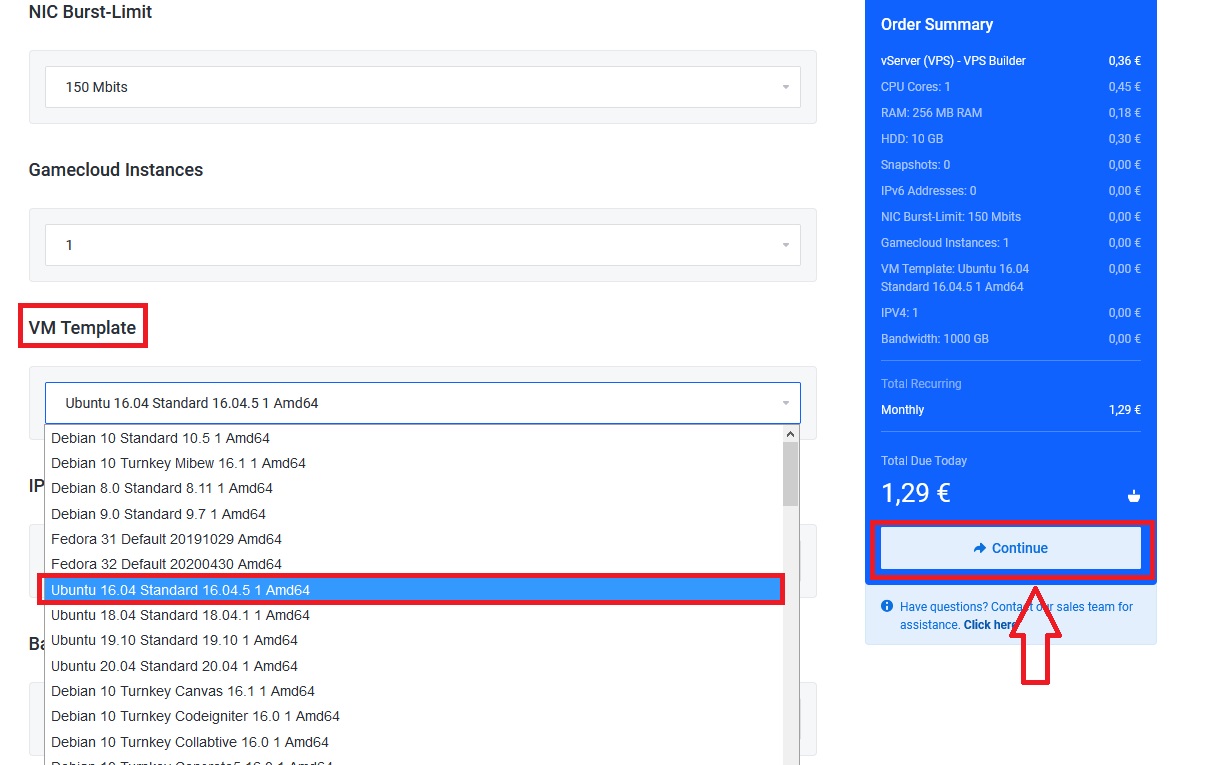 NIC Burst-Limit
150 Mbits
Gamecloud Instances
1
VM Template
Ubuntu 16.04 Standard 16.04.5 1 Amd64
Debian 10 Standard 10.5 1 Amd64
Debian 10 Turnkey Mibew 16.1 1 Amd64
Debian 8.0 Standard 8.11 1 Amd64
Debian 9.0 Standard 9.7 1 Amd64
Fedora 31 Default 20191029 Amd64
Fedora 32 Default 20200430 Amd64
Ubuntu 16.04 Standard 16.04.5 1 Amd64
Ubuntu 18.04 Standard 18.04.1 1 Amd64
Ubuntu 19.10 Standard 19.10 1 Amd64
Ubuntu 20.04 Standard 20.04 1 Amd64
Debian 10 Turnkey Canvas 16.1 1 Amd64
Debian 10 Turnkey Codeigniter 16.0 1 Amd64
Debian 10 Turnkey Collabtive 16.0 1 Amd64
IP
Ba
Order Summary
vServer (VPS) - VPS Builder 0,36 €
CPU Cores: 1 0,45 €
RAM: 256 MB RAM 0,18 €
HDD: 10 GB 0,30 €
Snapshots: 0 0,00 €
IPv6 Addresses: 0 0,00 €
NIC Burst-Limit: 150 Mbits 0,00 €
Gamecloud Instances: 1 0,00 €
VM Template: Ubuntu 16.04 0,00 €
Standard 16.04.5 1 Amd64
IPV4: 1 0,00 €
Bandwidth: 1000 GB 0,00 €
Total Recurring
Monthly 1,29 €
Total Due Today
1,29 €
Continue
Have questions? Contact our sales team for
assistance. Click here